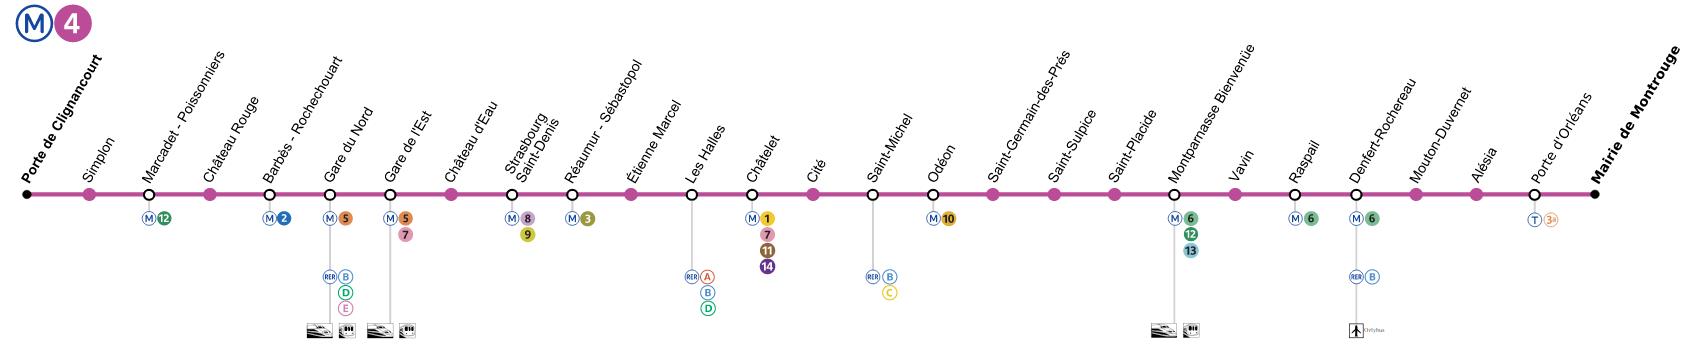 M 4
Porte de Clignancourt
Simplon
Marcadet - Poissonniers
Château Rouge
Barbès - Rochechouart
Gare du Nord
Gare de l'Est
Château d'Eau
Strasbourg
Saint-Denis
Réaumur - Sébastopol
Étienne Marcel
Les Halles
Châtelet
Cité
Saint-Michel
Odéon
Saint-Germain-des-Prés
Saint-Sulpice
Saint-Placide
Montparnasse Bienvenüe
Vavin
Raspail
Denfert-Rochereau
Mouton-Duvernet
Alésia
Porte d'Orléans
Mairie de Montrouge
M 12
M 2
M 5
M 5
7
M 8
9
M 3
M 1
7
11
14
M 10
M 6
12
13
M 6
M 6
T 3a
RER B
D
E
RER A
B
D
RER B
C
RER B
Orlybus